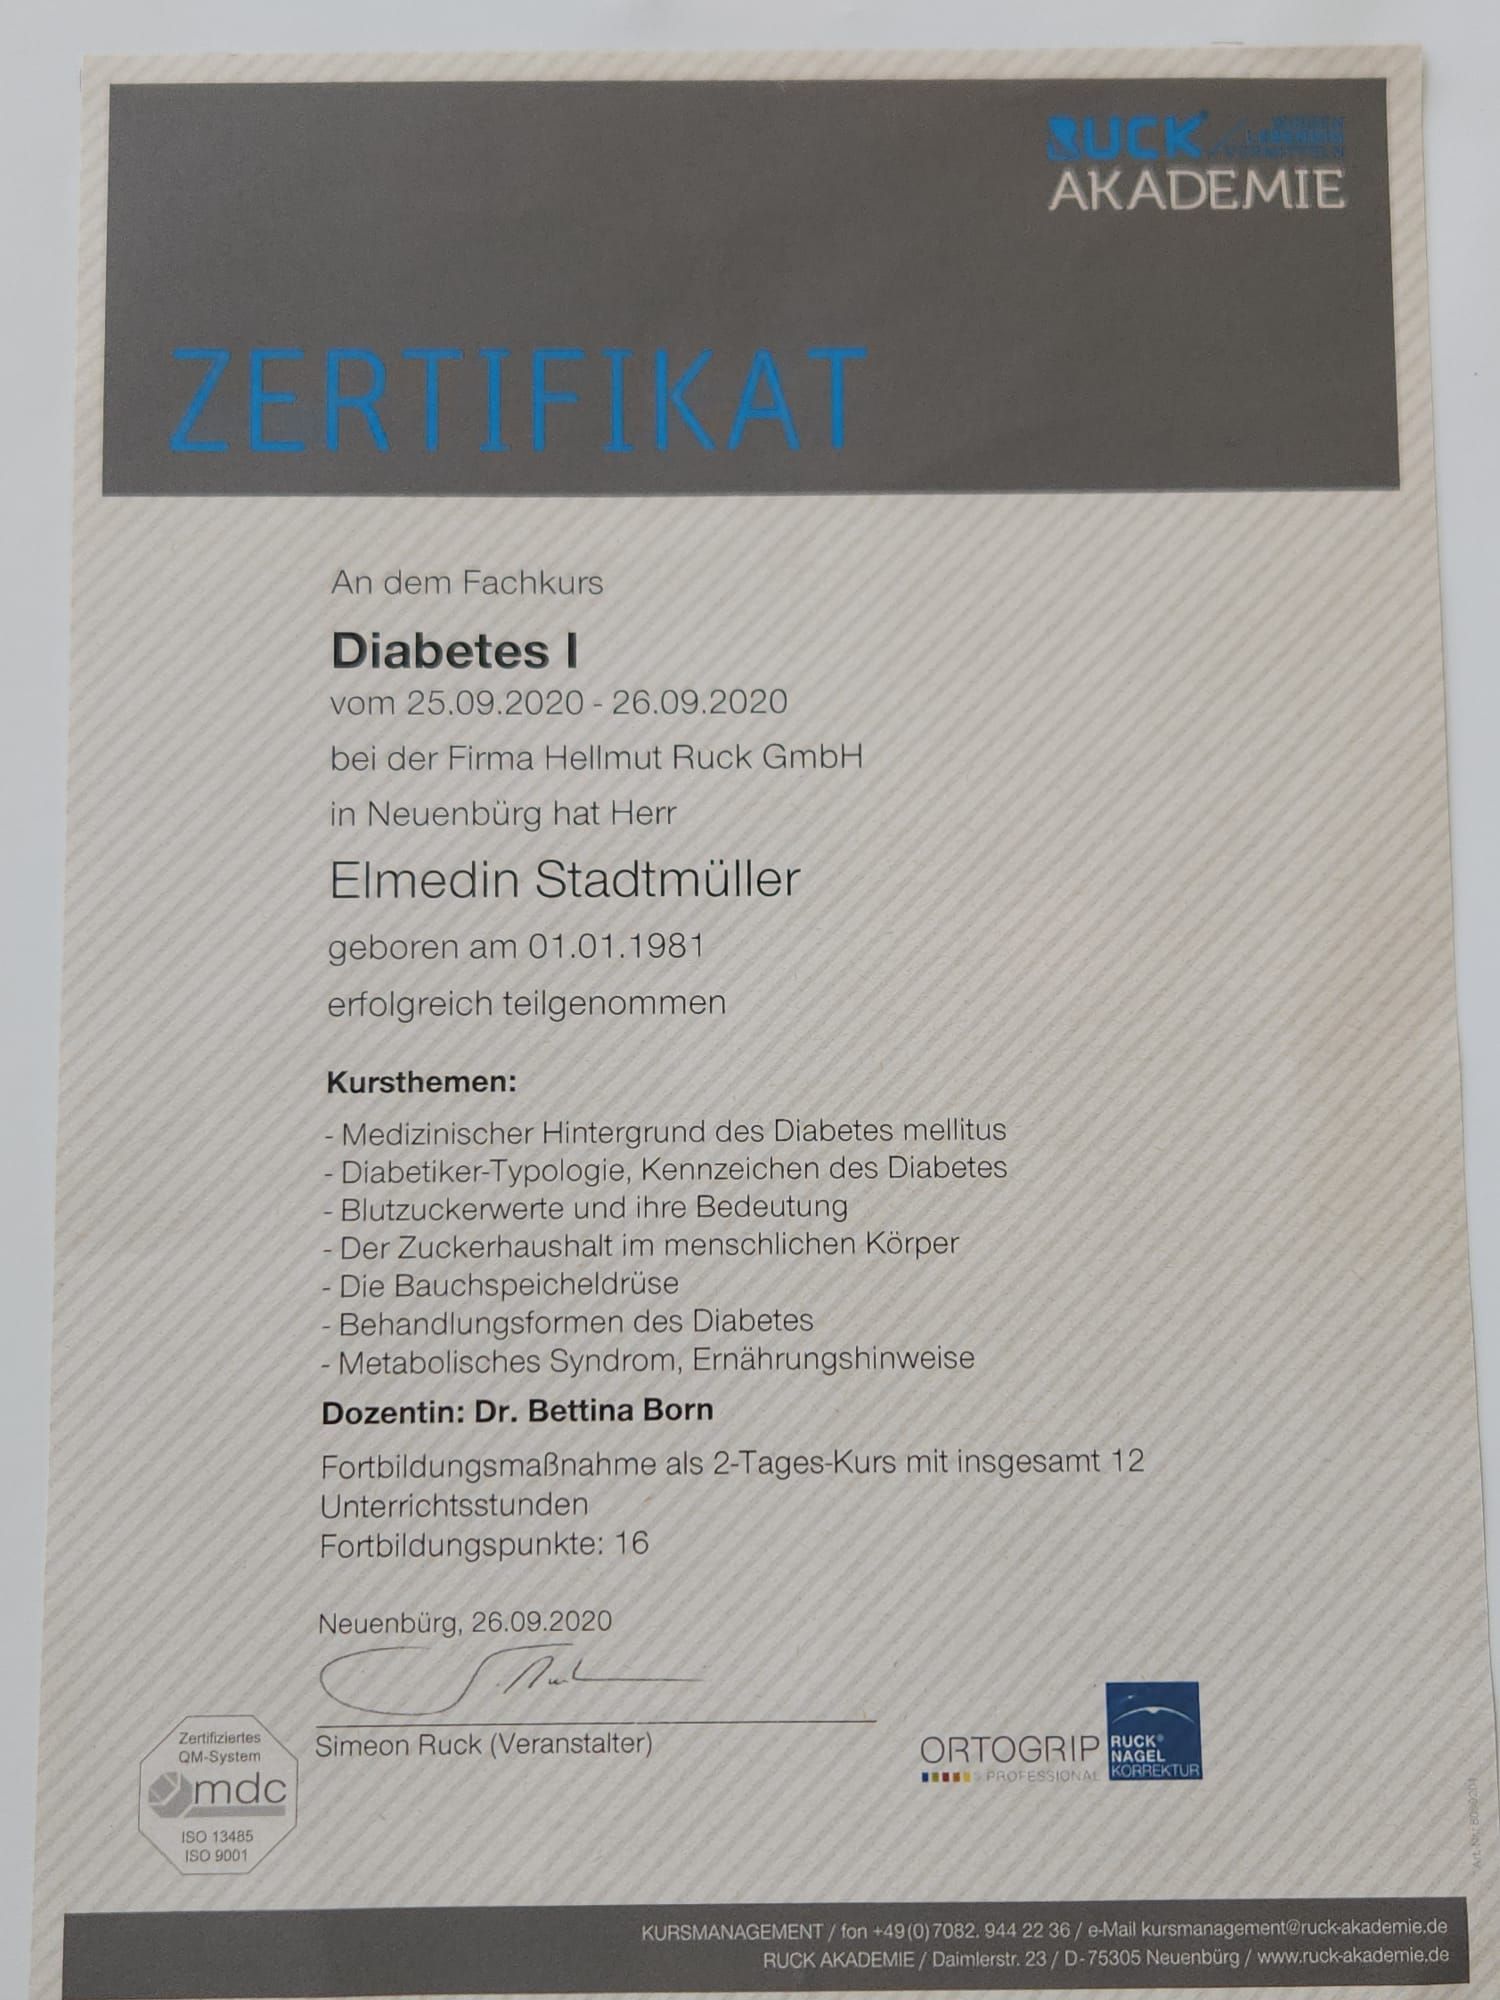 RUCK WISSEN
LEBENDIG
VERMITTELN
AKADEMIE
ZERTIFIKAT
An dem Fachkurs
Diabetes I
vom 25.09.2020 - 26.09.2020
bei der Firma Hellmut Ruck GmbH
in Neuenbürg hat Herr
Elmedin Stadtmüller
geboren am 01.01.1981
erfolgreich teilgenommen
Kursthemen:
- Medizinischer Hintergrund des Diabetes mellitus
- Diabetiker-Typologie, Kennzeichen des Diabetes
- Blutzuckerwerte und ihre Bedeutung
- Der Zuckerhaushalt im menschlichen Körper
- Die Bauchspeicheldrüse
- Behandlungsformen des Diabetes
- Metabolisches Syndrom, Ernährungshinweise
Dozentin: Dr. Bettina Born
Fortbildungsmaßnahme als 2-Tages-Kurs mit insgesamt 12
Unterrichtsstunden
Fortbildungspunkte: 16
Neuenbürg, 26.09.2020
Simeon Ruck (Veranstalter)
Zertifiziertes
QM-System
mdc
ISO 13485
ISO 9001
ORTOGRIP
PROFESSIONAL
RUCK®
NAGEL
KORREKTUR
Art. Nr.:
KURSMANAGEMENT / fon +49(0)7082. 944 22 36 / e-Mail kursmanagement@ruck-akademie.de
RUCK AKADEMIE / Daimlerstr. 23 / D-75305 Neuenbürg / www.ruck-akademie.de